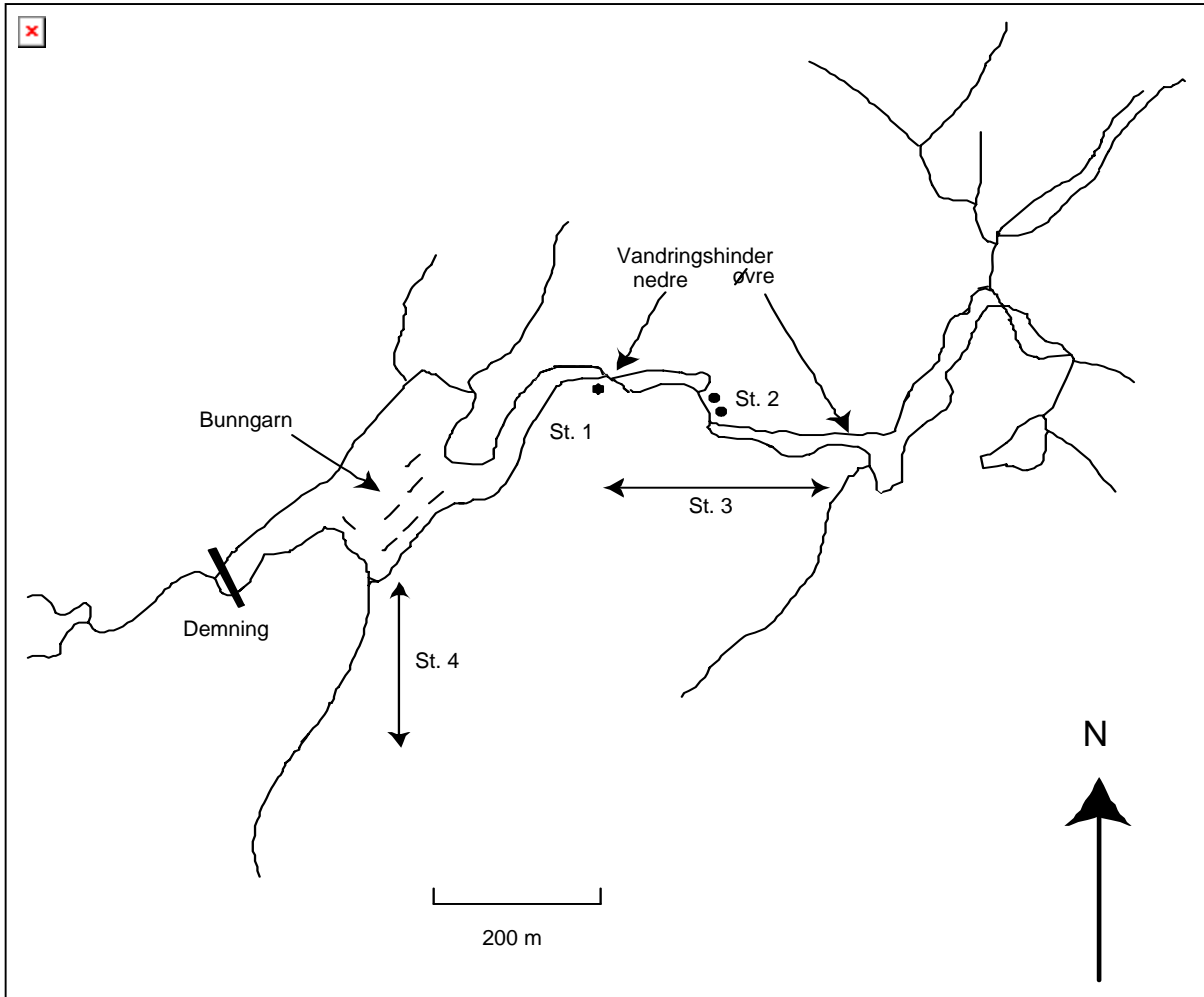 Vandringshinder
nedre øvre
Bunngarn
St. 2
St. 1
St. 3
Demning
St. 4
N
200 m